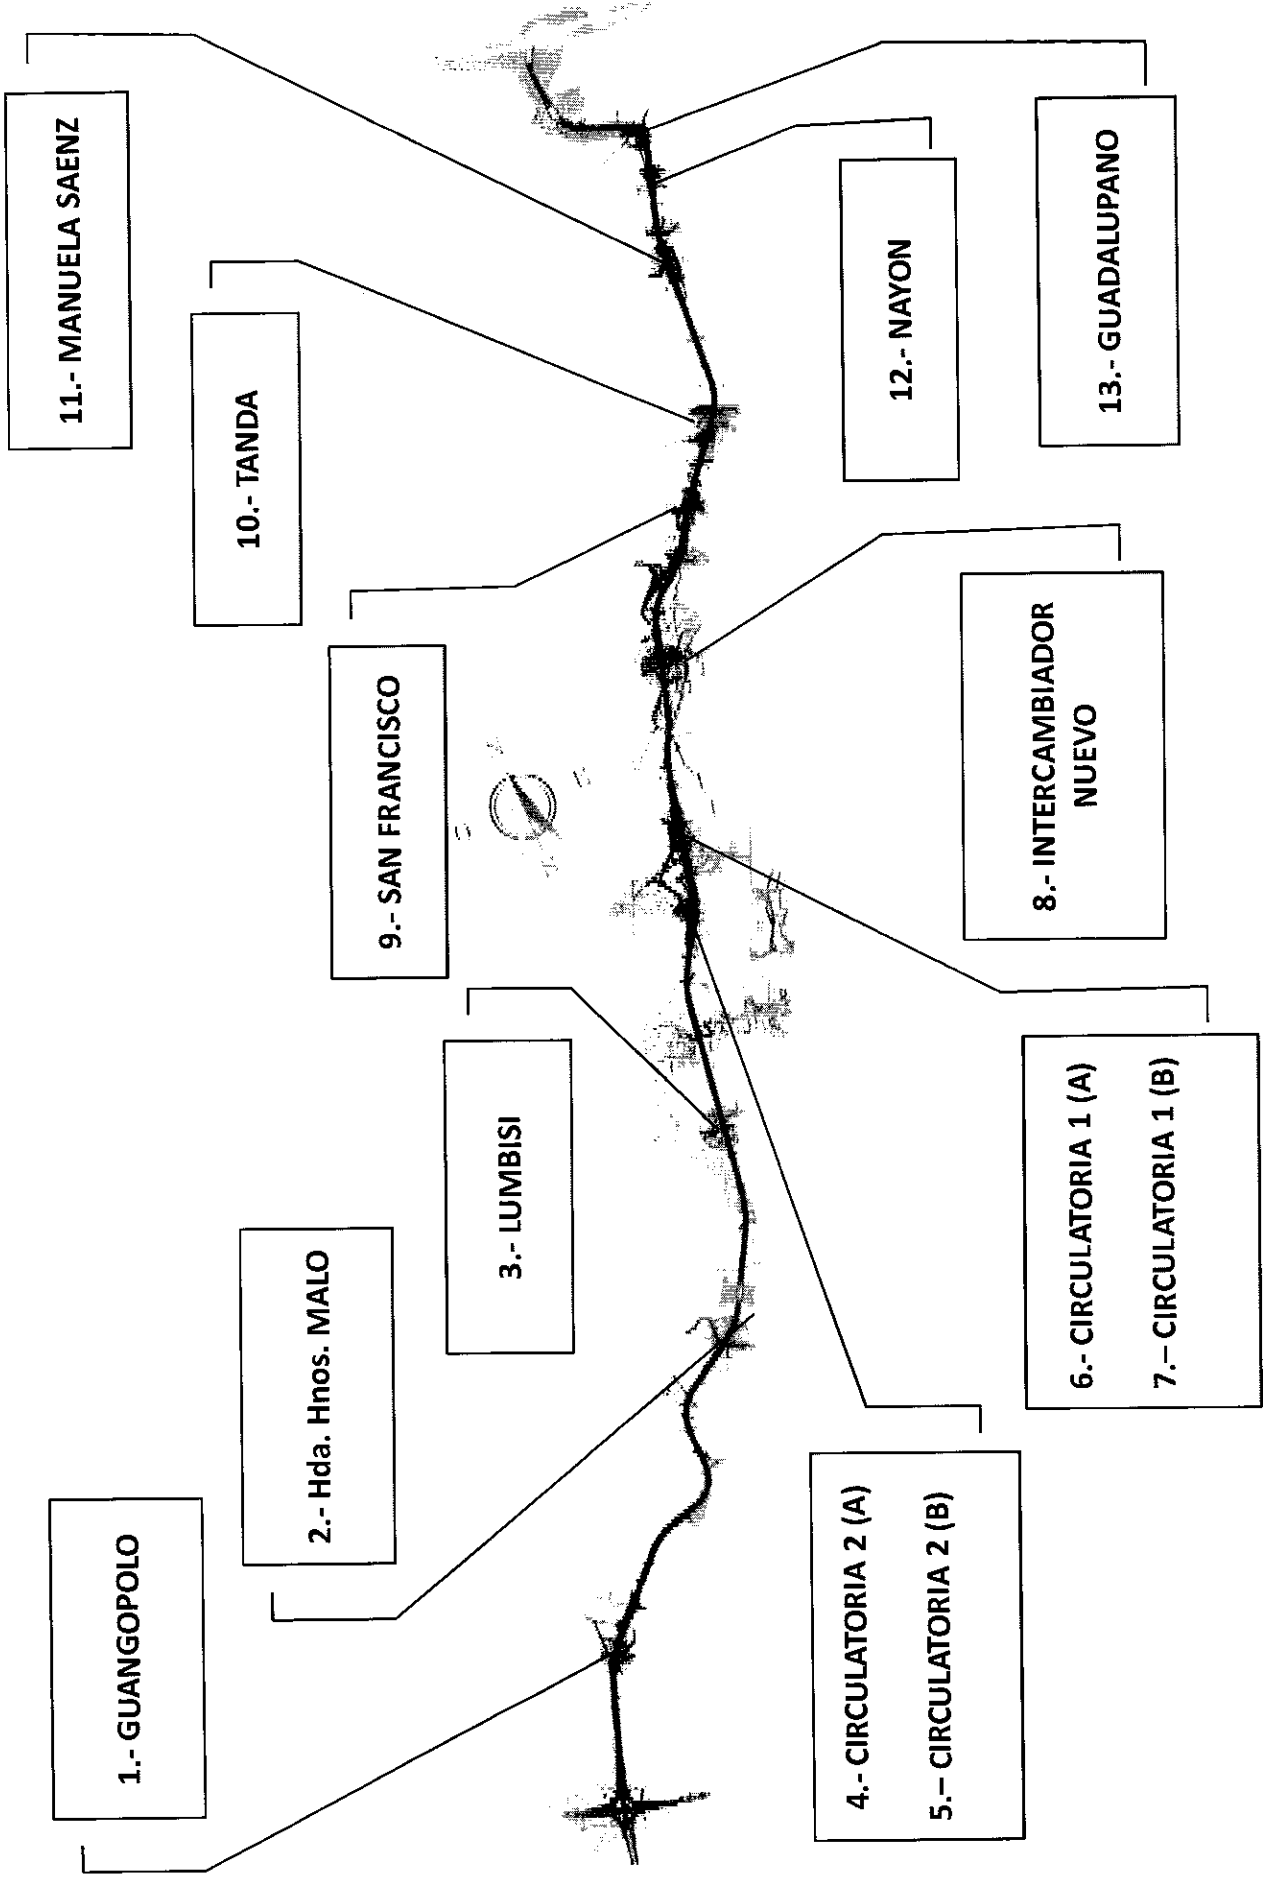 1.- GUANGOPOLO
2.- Hda. Hnos. MALO
3.- LUMBISI
4.- CIRCULATORIA 2 (A)
5.– CIRCULATORIA 2 (B)
6.- CIRCULATORIA 1 (A)
7.– CIRCULATORIA 1 (B)
8.- INTERCAMBIADOR
NUEVO
9.- SAN FRANCISCO
10.- TANDA
11.- MANUELA SAENZ
12.- NAYON
13.- GUADALUPANO